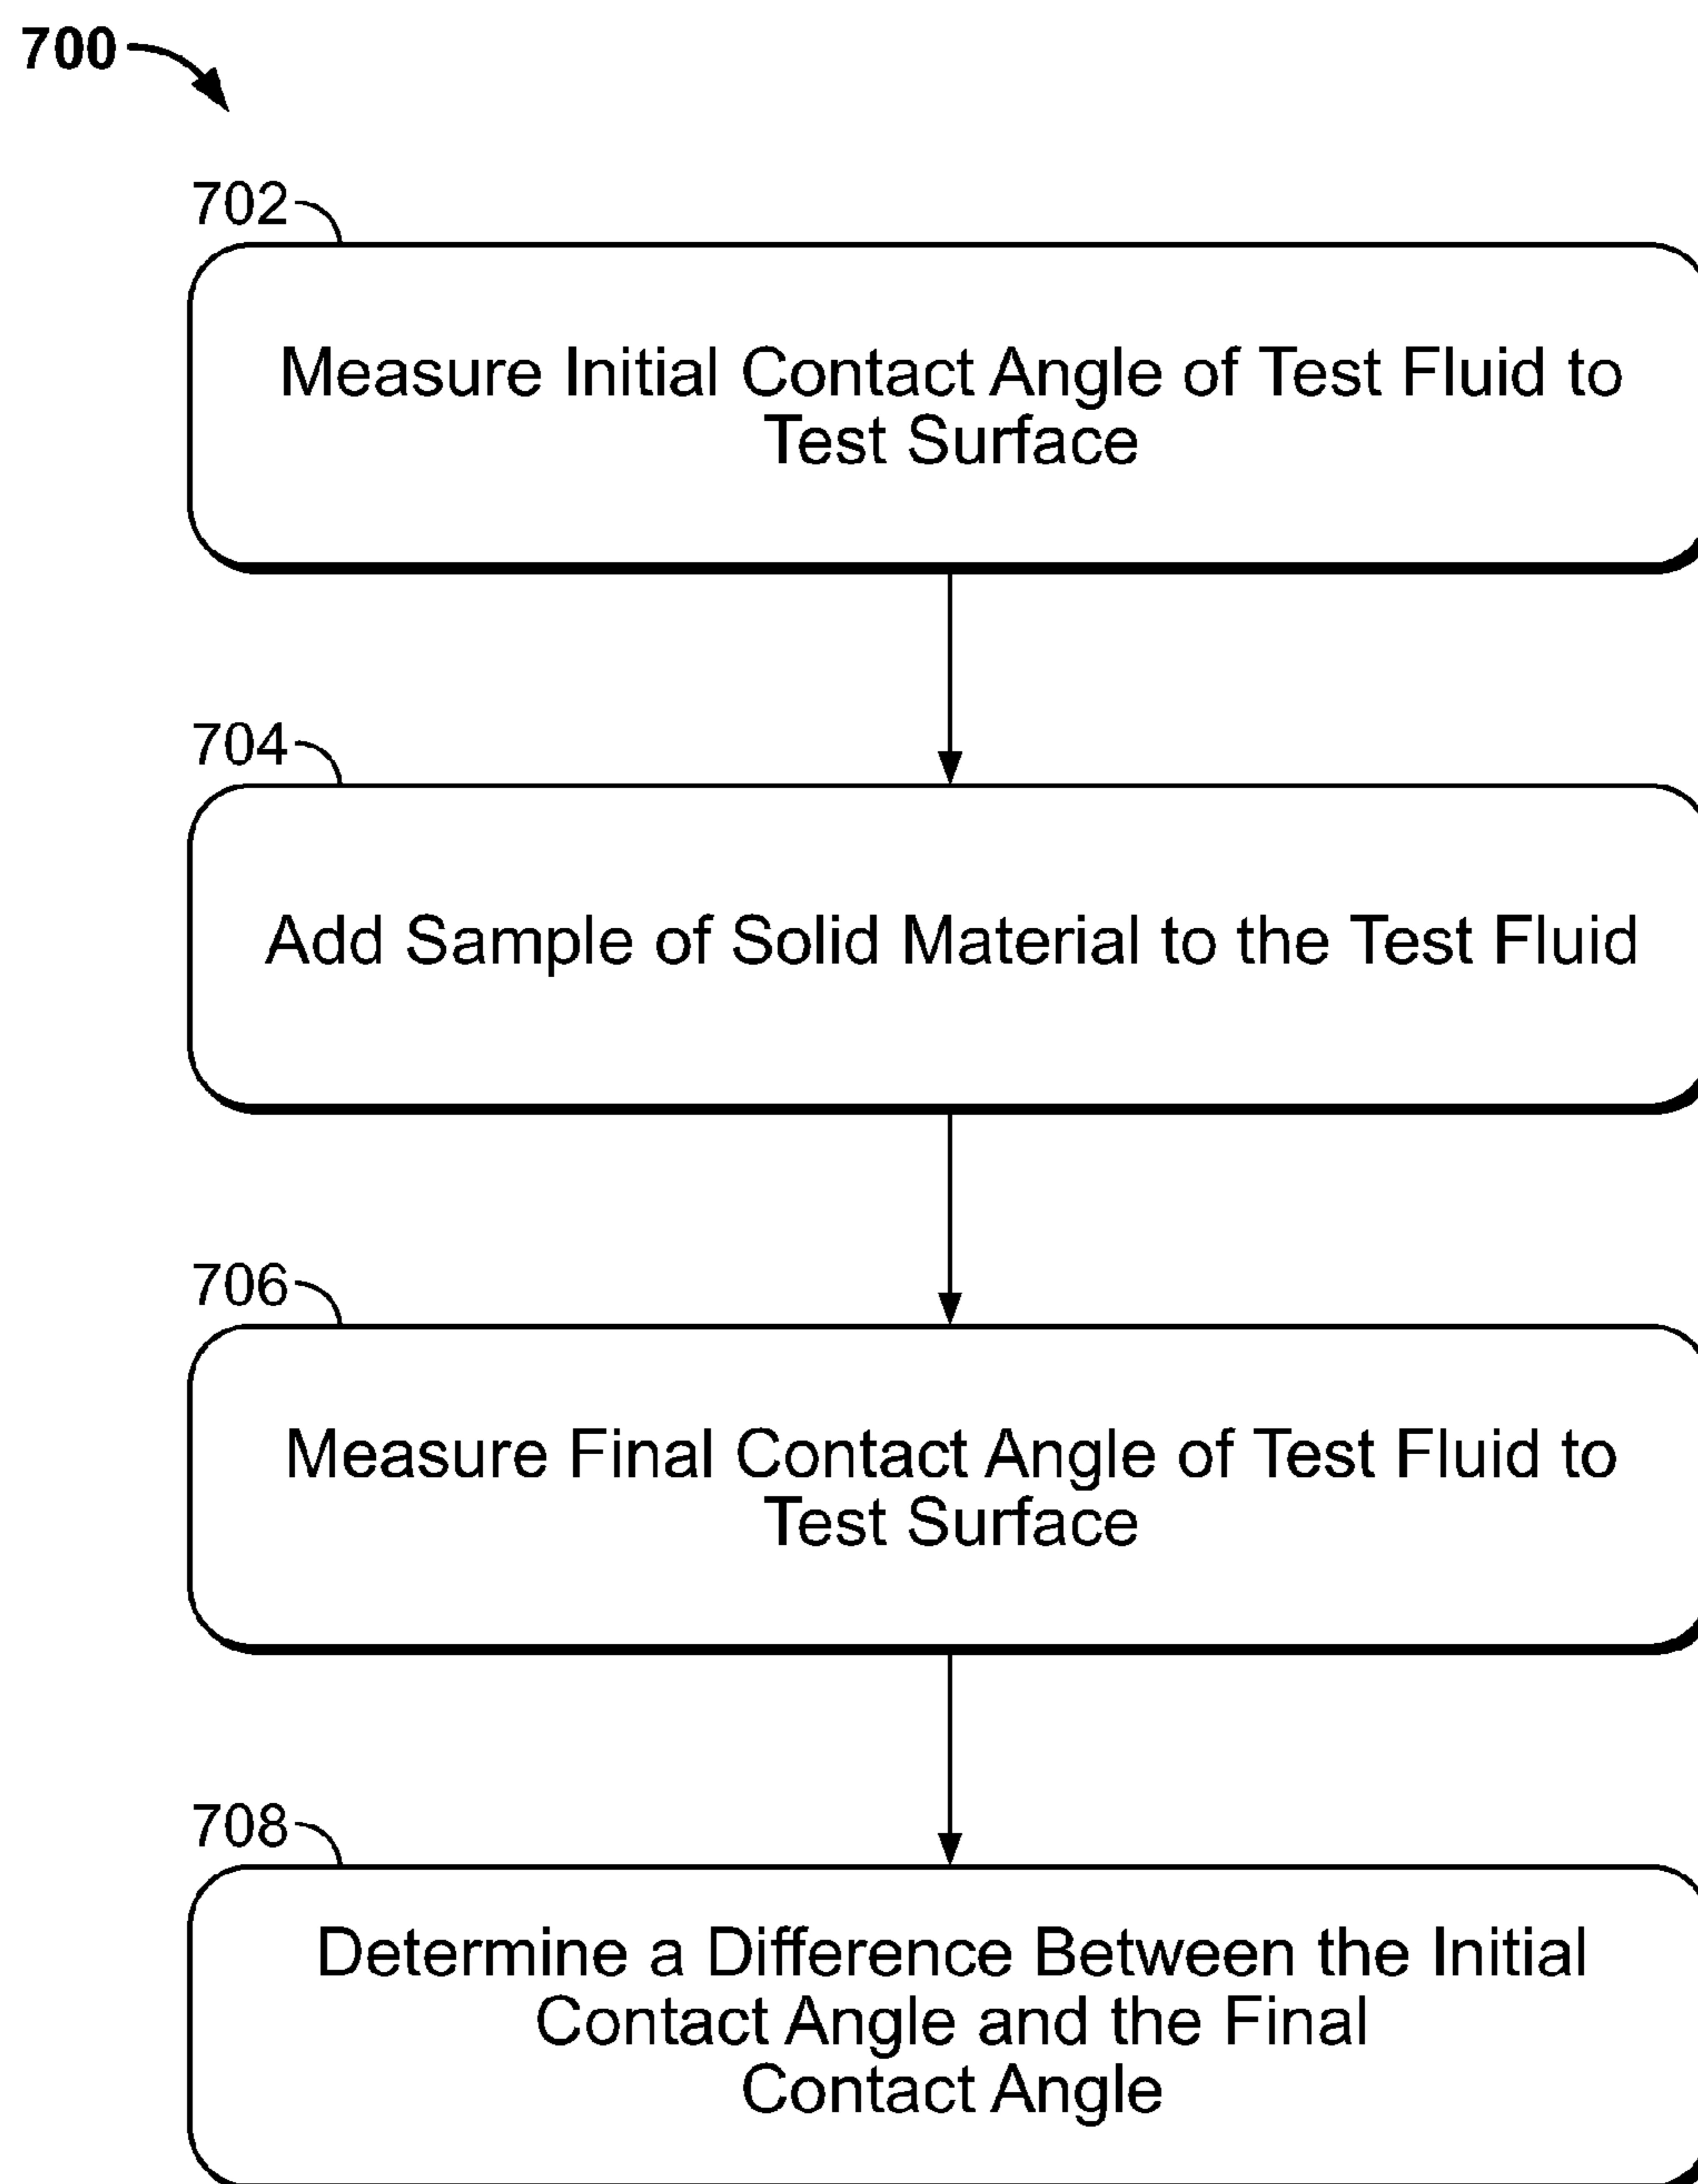 700
702
Measure Initial Contact Angle of Test Fluid to
Test Surface
704
Add Sample of Solid Material to the Test Fluid
706
Measure Final Contact Angle of Test Fluid to
Test Surface
708
Determine a Difference Between the Initial
Contact Angle and the Final
Contact Angle